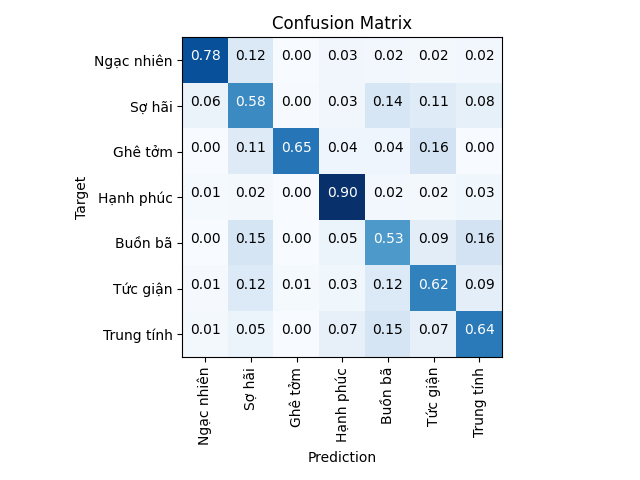 Confusion Matrix
Ngạc nhiên 0.78 0.12 0.00 0.03 0.02 0.02 0.02
Sợ hãi 0.06 0.58 0.00 0.03 0.14 0.11 0.08
Ghê tởm 0.00 0.11 0.65 0.04 0.04 0.16 0.00
Hạnh phúc 0.01 0.02 0.00 0.90 0.02 0.02 0.03
Buồn bã 0.00 0.15 0.00 0.05 0.53 0.09 0.16
Tức giận 0.01 0.12 0.01 0.03 0.12 0.62 0.09
Trung tính 0.01 0.05 0.00 0.07 0.15 0.07 0.64
Target
Ngạc nhiên
Sợ hãi
Ghê tởm
Hạnh phúc
Buồn bã
Tức giận
Trung tính
Prediction